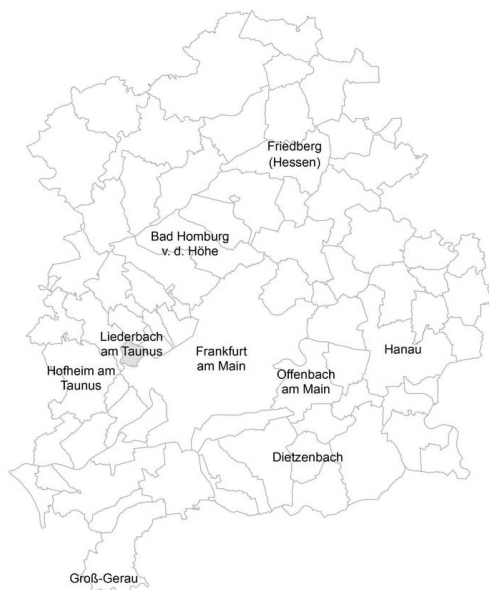 Friedberg
(Hessen)
Bad Homburg
v. d. Höhe
Liederbach
am Taunus
Hofheim am
Taunus
Frankfurt
am Main
Offenbach
am Main
Hanau
Dietzenbach
Groß-Gerau